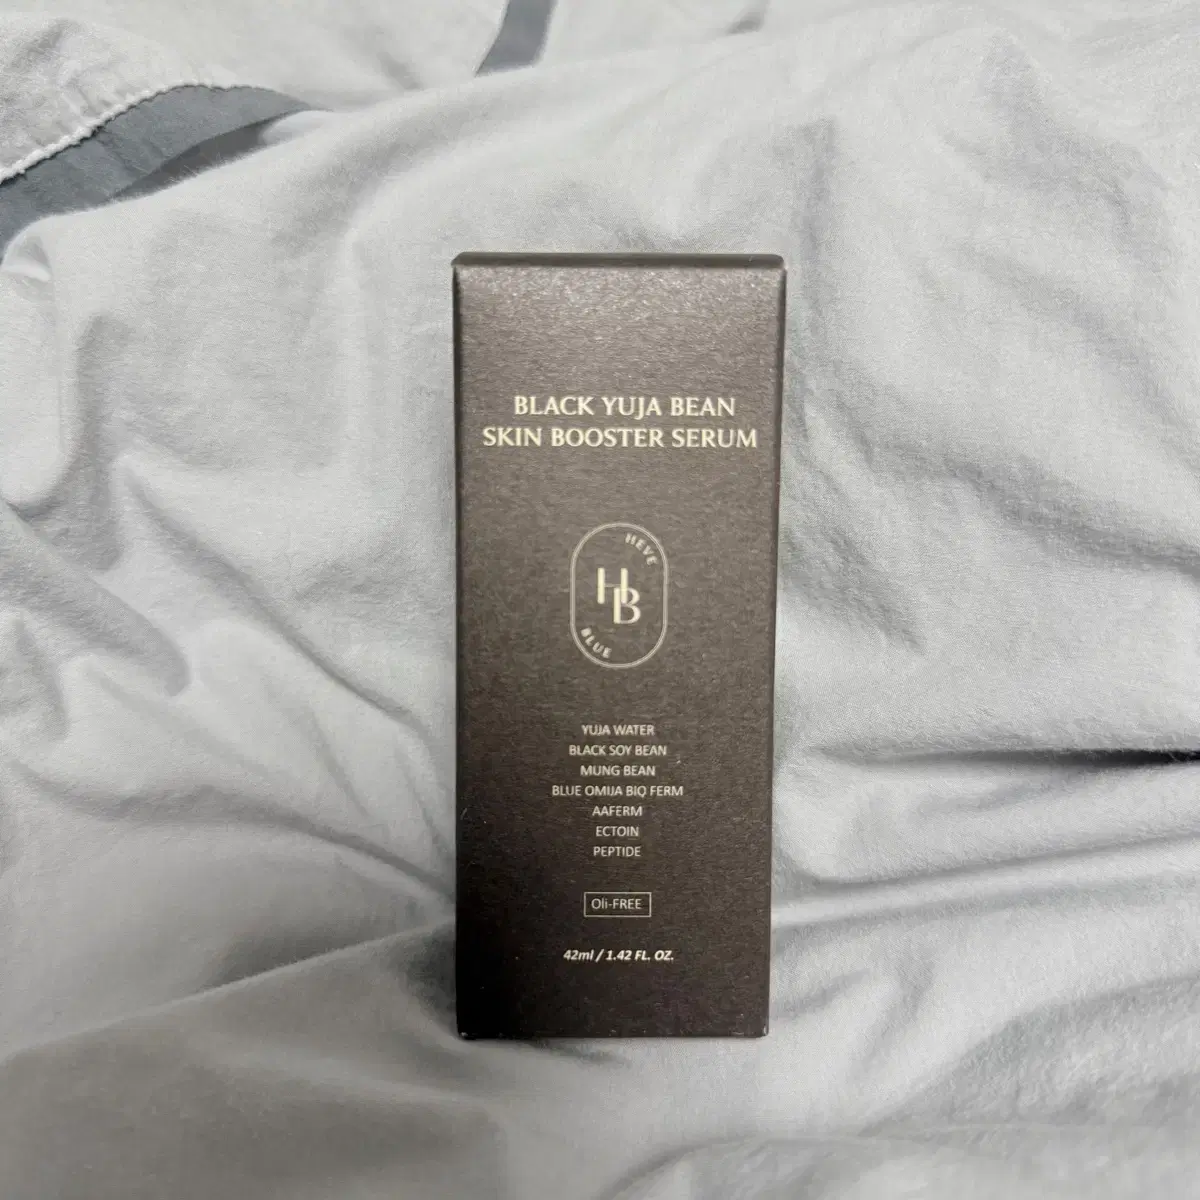 BLACK YUJA BEAN
SKIN BOOSTER SERUM
HEVE
HB
BLUE
YUJA WATER
BLACK SOY BEAN
MUNG BEAN
BLUE OMIJA BIO FERM
AAFERM
ECTOIN
PEPTIDE
Oli-FREE
42ml / 1.42 FL. OZ.